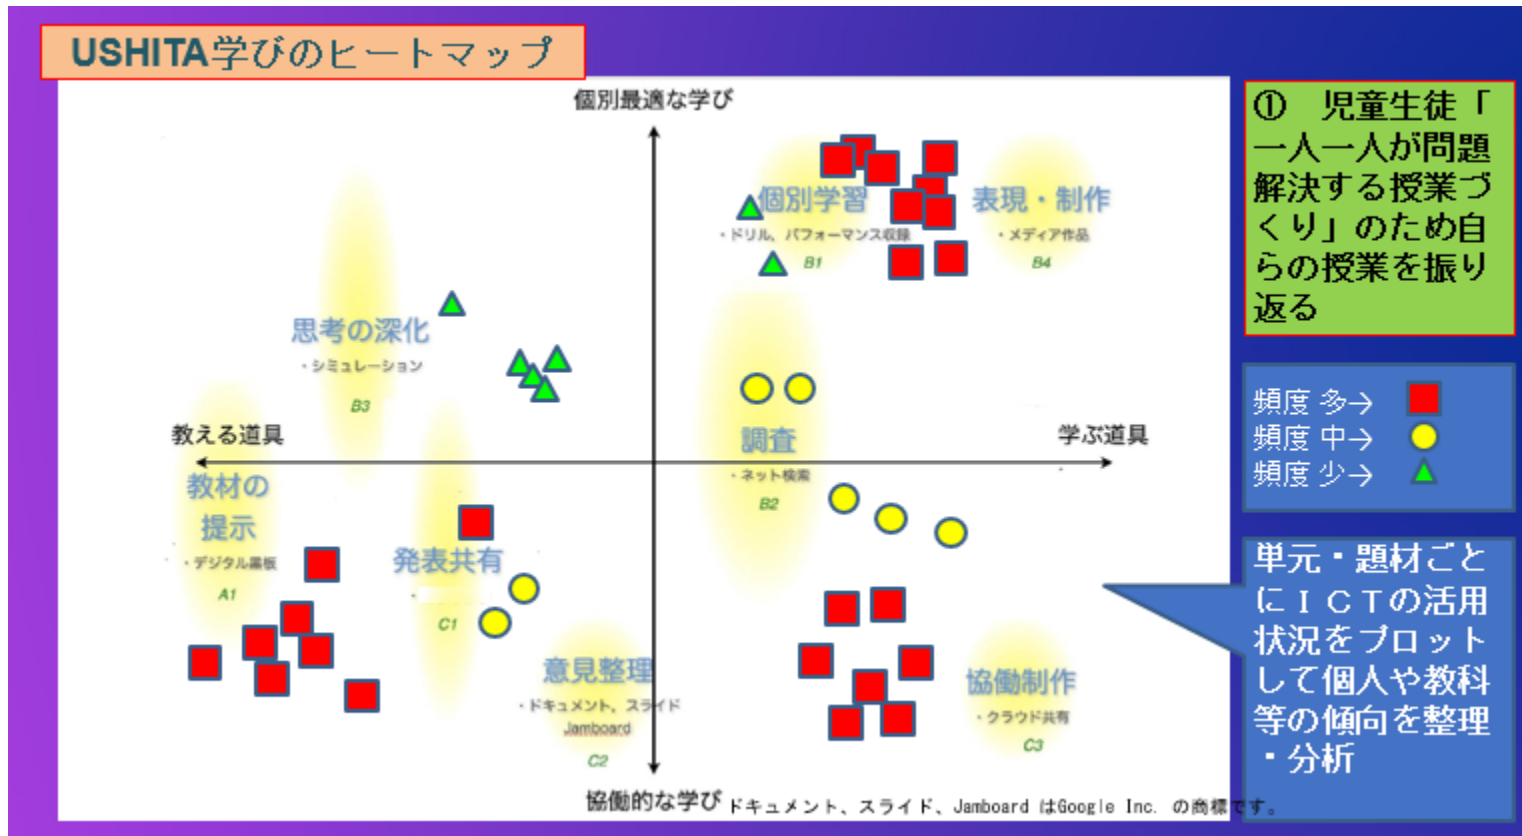 USHITA学びのヒートマップ
個別最適な学び
個別学習
・ドリル、パフォーマンス収録
B1
表現・制作
・メディア作品
B4
思考の深化
・シミュレーション
B3
教える道具
学ぶ道具
調査
・ネット検索
B2
教材の
提示
・デジタル黒板
A1
発表共有
・
C1
意見整理
・ドキュメント、スライド
Jamboard
C2
協働制作
・クラウド共有
C3
協働的な学び
ドキュメント、スライド、Jamboard はGoogle Inc. の商標です。
①　児童生徒「
一人一人が問題
解決する授業づ
くり」のため自
らの授業を振り
返る
頻度 多→
頻度 中→
頻度 少→
単元・題材ごと
にＩＣＴの活用
状況をプロット
して個人や教科
等の傾向を整理
・分析